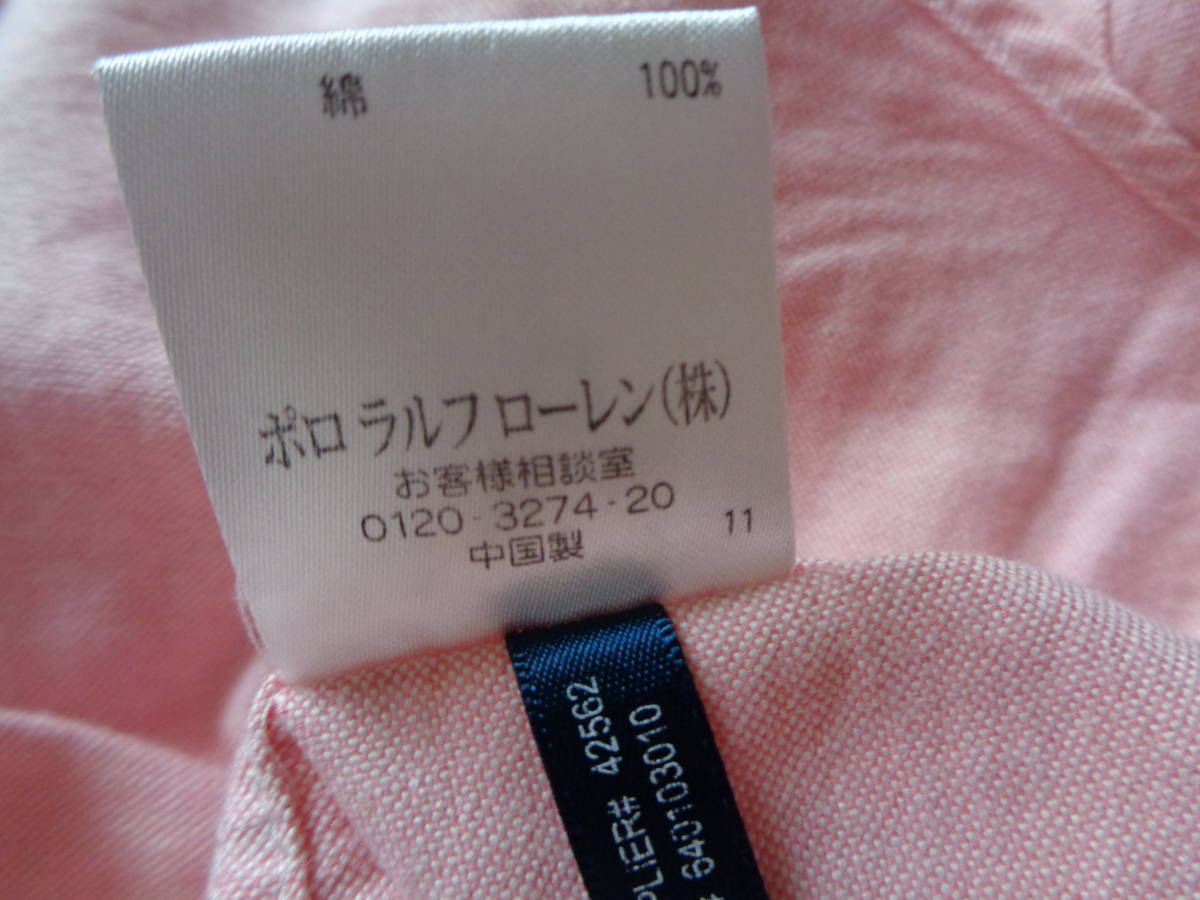 綿 100%
ポロ ラルフ ローレン(株)
お客様相談室
0120-3274-20
中国製 11
PLIER# 42562
# 640103010